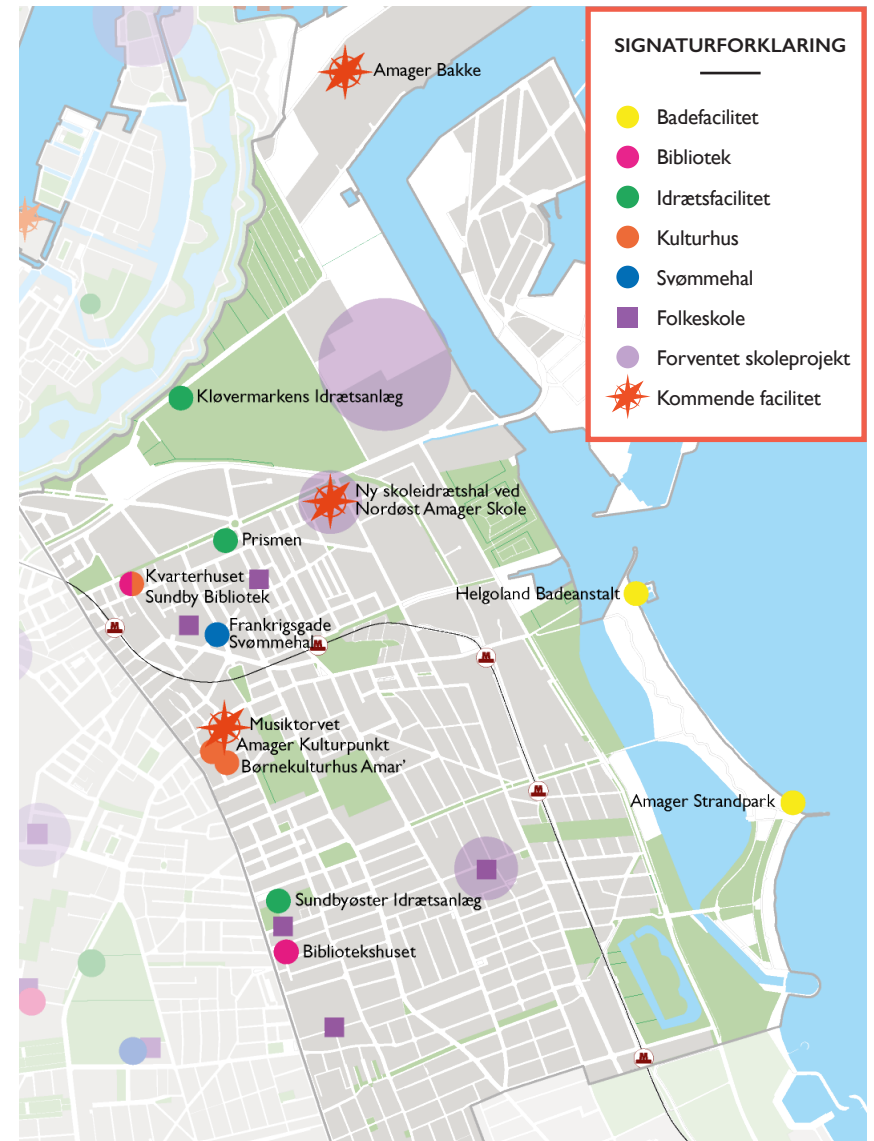 SIGNATURFORKLARING
Badefacilitet
Bibliotek
Idrætsfacilitet
Kulturhus
Svømmehal
Folkeskole
Forventet skoleprojekt
Kommende facilitet
Amager Bakke
Kløvermarkens Idrætsanlæg
Ny skoleidrætshal ved
Nordøst Amager Skole
Prismen
Kvarterhuset
Sundby Bibliotek
Helgoland Badeanstalt
Frankrigsgade
Svømmehal
Musiktorvet
Amager Kulturpunkt
Børnekulturhus Amar’
Amager Strandpark
Sundbyøster Idrætsanlæg
Bibliotekshuset
M
M
M
M
M